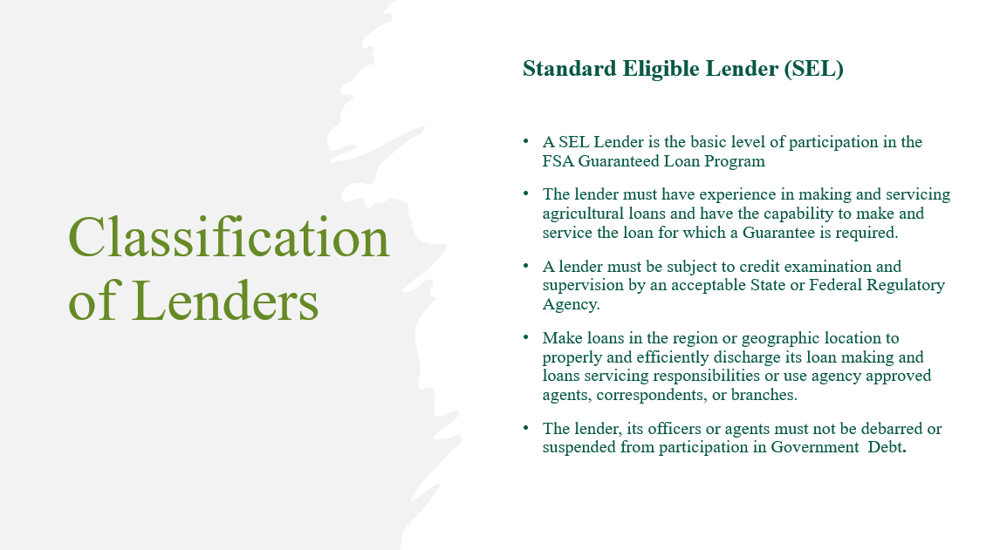 Classification
of Lenders
Standard Eligible Lender (SEL)
• A SEL Lender is the basic level of participation in the
FSA Guaranteed Loan Program
• The lender must have experience in making and servicing
agricultural loans and have the capability to make and
service the loan for which a Guarantee is required.
• A lender must be subject to credit examination and
supervision by an acceptable State or Federal Regulatory
Agency.
• Make loans in the region or geographic location to
properly and efficiently discharge its loan making and
loans servicing responsibilities or use agency approved
agents, correspondents, or branches.
• The lender, its officers or agents must not be debarred or
suspended from participation in Government  Debt.